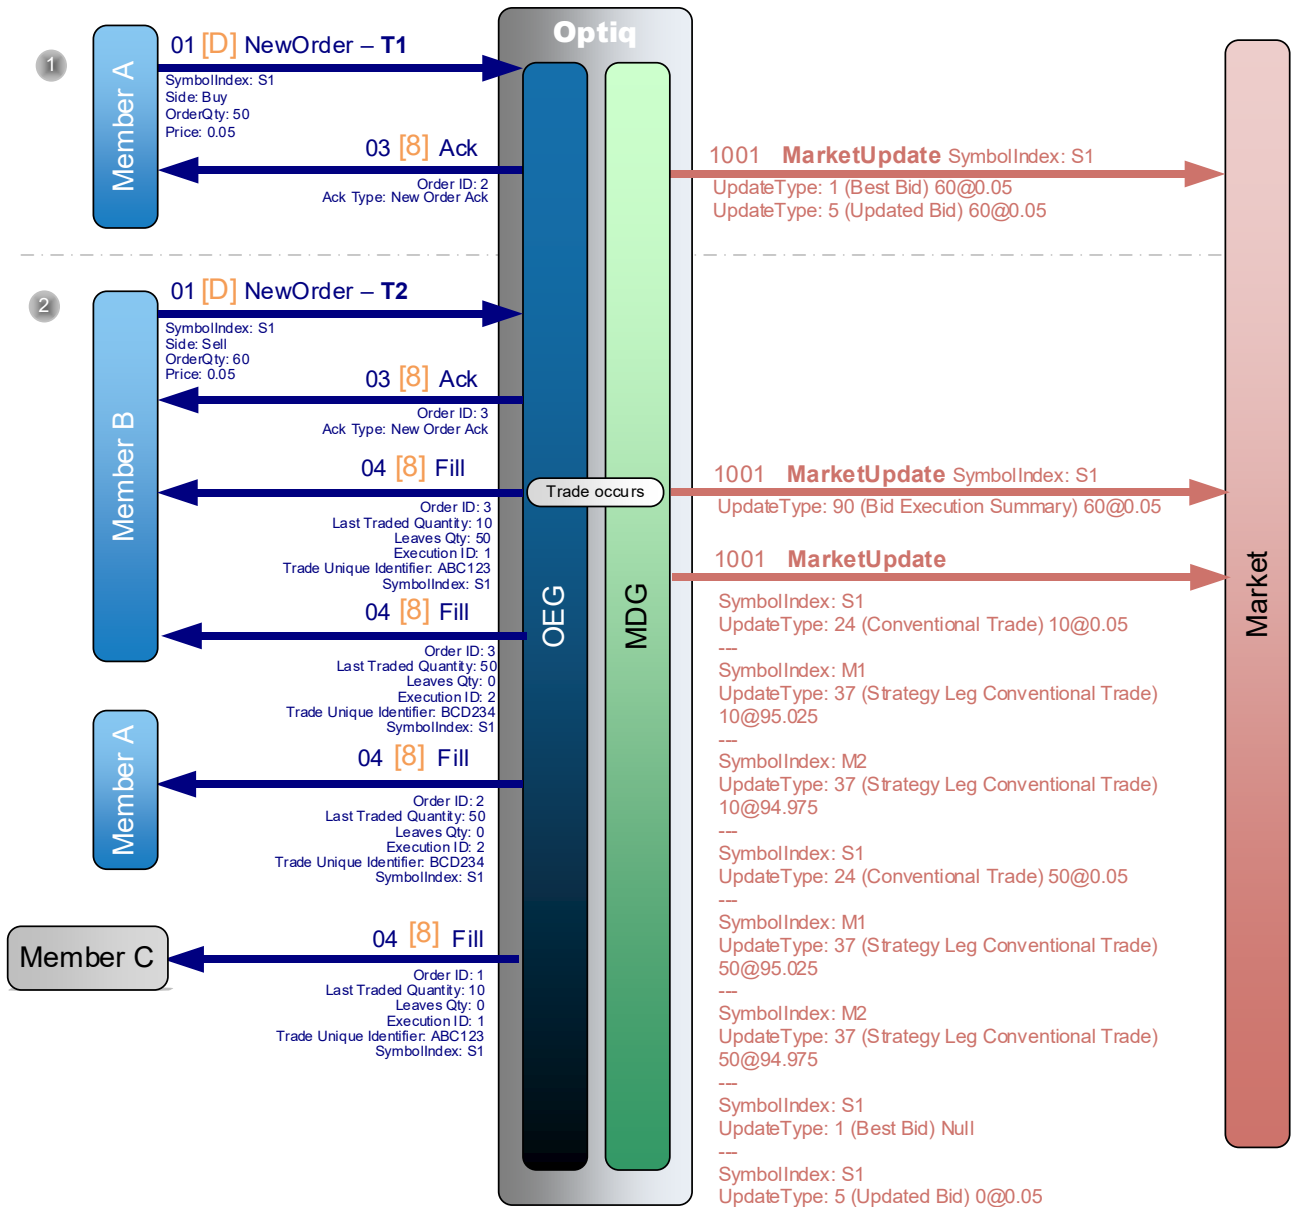 Optiq
1
Member A
01 [D] NewOrder – T1
SymbolIndex: S1
Side: Buy
OrderQty: 50
Price: 0.05
03 [8] Ack
Order ID: 2
Ack Type: New Order Ack
1001 MarketUpdate SymbolIndex: S1
UpdateType: 1 (Best Bid) 60@0.05
UpdateType: 5 (Updated Bid) 60@0.05
2
Member B
01 [D] NewOrder – T2
SymbolIndex: S1
Side: Sell
OrderQty: 60
Price: 0.05
03 [8] Ack
Order ID: 3
Ack Type: New Order Ack
04 [8] Fill
Order ID: 3
Last Traded Quantity: 10
Leaves Qty: 50
Execution ID: 1
Trade Unique Identifier: ABC123
SymbolIndex: S1
04 [8] Fill
Order ID: 3
Last Traded Quantity: 50
Leaves Qty: 0
Execution ID: 2
Trade Unique Identifier: BCD234
SymbolIndex: S1
Member A
04 [8] Fill
Order ID: 2
Last Traded Quantity: 50
Leaves Qty: 0
Execution ID: 2
Trade Unique Identifier: BCD234
SymbolIndex: S1
Member C
04 [8] Fill
Order ID: 1
Last Traded Quantity: 10
Leaves Qty: 0
Execution ID: 1
Trade Unique Identifier: ABC123
SymbolIndex: S1
Trade occurs
OEG
MDG
1001 MarketUpdate SymbolIndex: S1
UpdateType: 90 (Bid Execution Summary) 60@0.05
1001 MarketUpdate
SymbolIndex: S1
UpdateType: 24 (Conventional Trade) 10@0.05
---
SymbolIndex: M1
UpdateType: 37 (Strategy Leg Conventional Trade)
10@95.025
---
SymbolIndex: M2
UpdateType: 37 (Strategy Leg Conventional Trade)
10@94.975
---
SymbolIndex: S1
UpdateType: 24 (Conventional Trade) 50@0.05
---
SymbolIndex: M1
UpdateType: 37 (Strategy Leg Conventional Trade)
50@95.025
---
SymbolIndex: M2
UpdateType: 37 (Strategy Leg Conventional Trade)
50@94.975
---
SymbolIndex: S1
UpdateType: 1 (Best Bid) Null
---
SymbolIndex: S1
UpdateType: 5 (Updated Bid) 0@0.05
Market